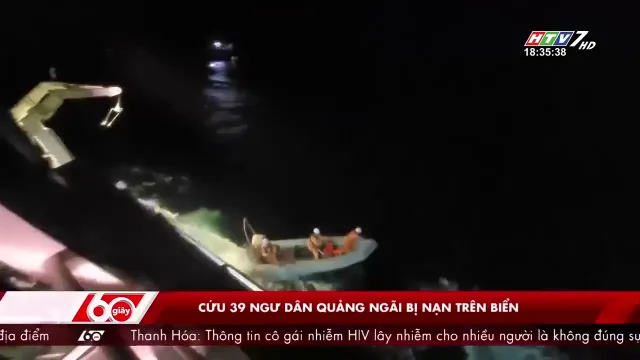 HTV7 HD
18:35:38
60 giây
CỨU 39 NGƯ DÂN QUẢNG NGÃI BỊ NẠN TRÊN BIỂN
địa điểm 60 Thanh Hóa: Thông tin cô gái nhiễm HIV lây nhiễm cho nhiều người là không đúng sự